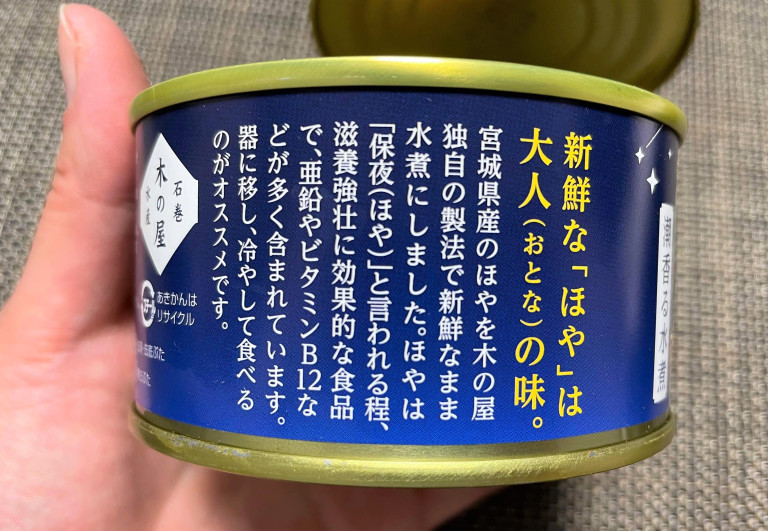 新鮮な「ほや」は
大人(おとな)の味。
宮城県産のほやを木の屋
独自の製法で新鮮なまま
水煮にしました。ほやは
「保夜(ほや)」と言われる程、
滋養強壮に効果的な食品
で、亜鉛やビタミンB12な
どが多く含まれています。
器に移し、冷やして食べる
のがオススメです。
香る水煮
石巻
木の屋
水産
あきかんは
リサイクル